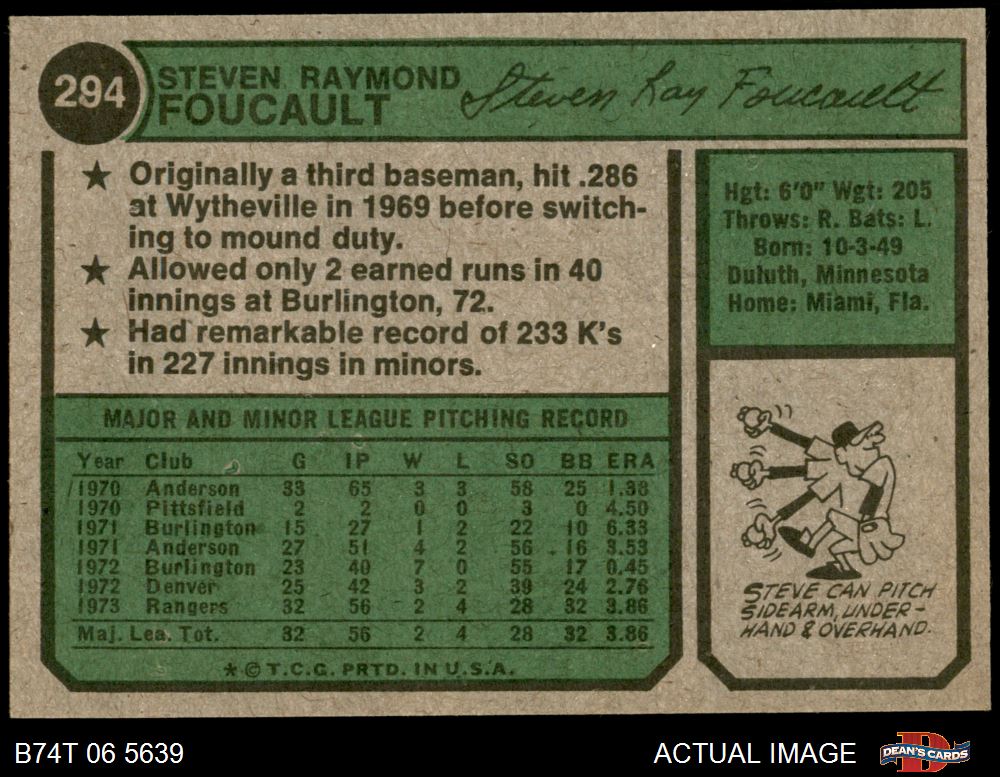 294
STEVEN RAYMOND
FOUCAULT
Steven Ray Foucault
★ Originally a third baseman, hit .286
at Wytheville in 1969 before switch-
ing to mound duty.
★ Allowed only 2 earned runs in 40
innings at Burlington, 72.
★ Had remarkable record of 233 K's
in 227 innings in minors.
Hgt: 6'0" Wgt: 205
Throws: R. Bats: L.
Born: 10-3-49
Duluth, Minnesota
Home: Miami, Fla.
MAJOR AND MINOR LEAGUE PITCHING RECORD
Year Club G IP W L SO BB ERA
1970 Anderson 33 65 3 3 58 25 1.38
1970 Pittsfield 2 2 0 0 3 0 4.50
1971 Burlington 15 27 1 2 22 10 6.33
1971 Anderson 27 51 4 2 56 16 3.53
1972 Burlington 23 40 7 0 55 17 0.45
1972 Denver 25 42 3 2 39 24 2.76
1973 Rangers 32 56 2 4 28 32 3.86
Maj. Lea. Tot. 32 56 2 4 28 32 3.86
★ © T.C.G. PRTD. IN U.S.A.
STEVE CAN PITCH
SIDEARM, UNDER-
HAND & OVERHAND.
B74T 06 5639
ACTUAL IMAGE
D
DEAN'S CARDS